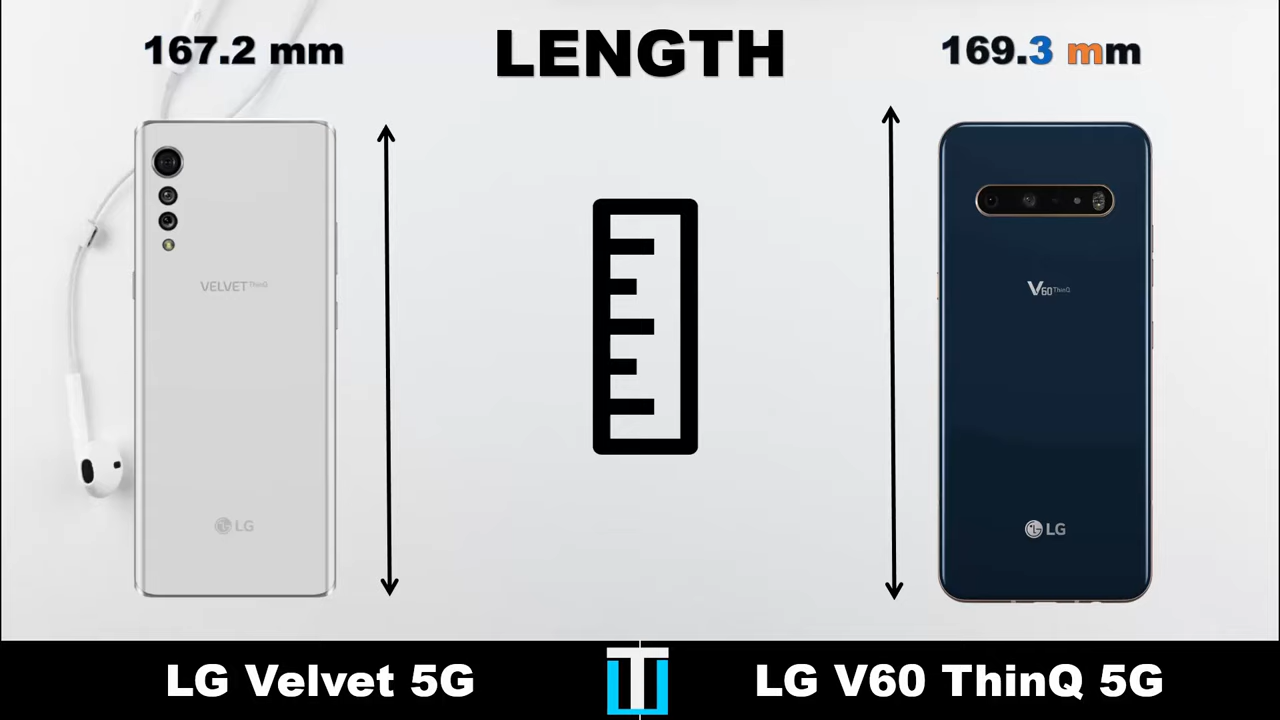 167.2 mm
LENGTH
169.3 mm
VELVET ThinQ
V60 ThinQ
LG
LG
LG Velvet 5G
LG V60 ThinQ 5G